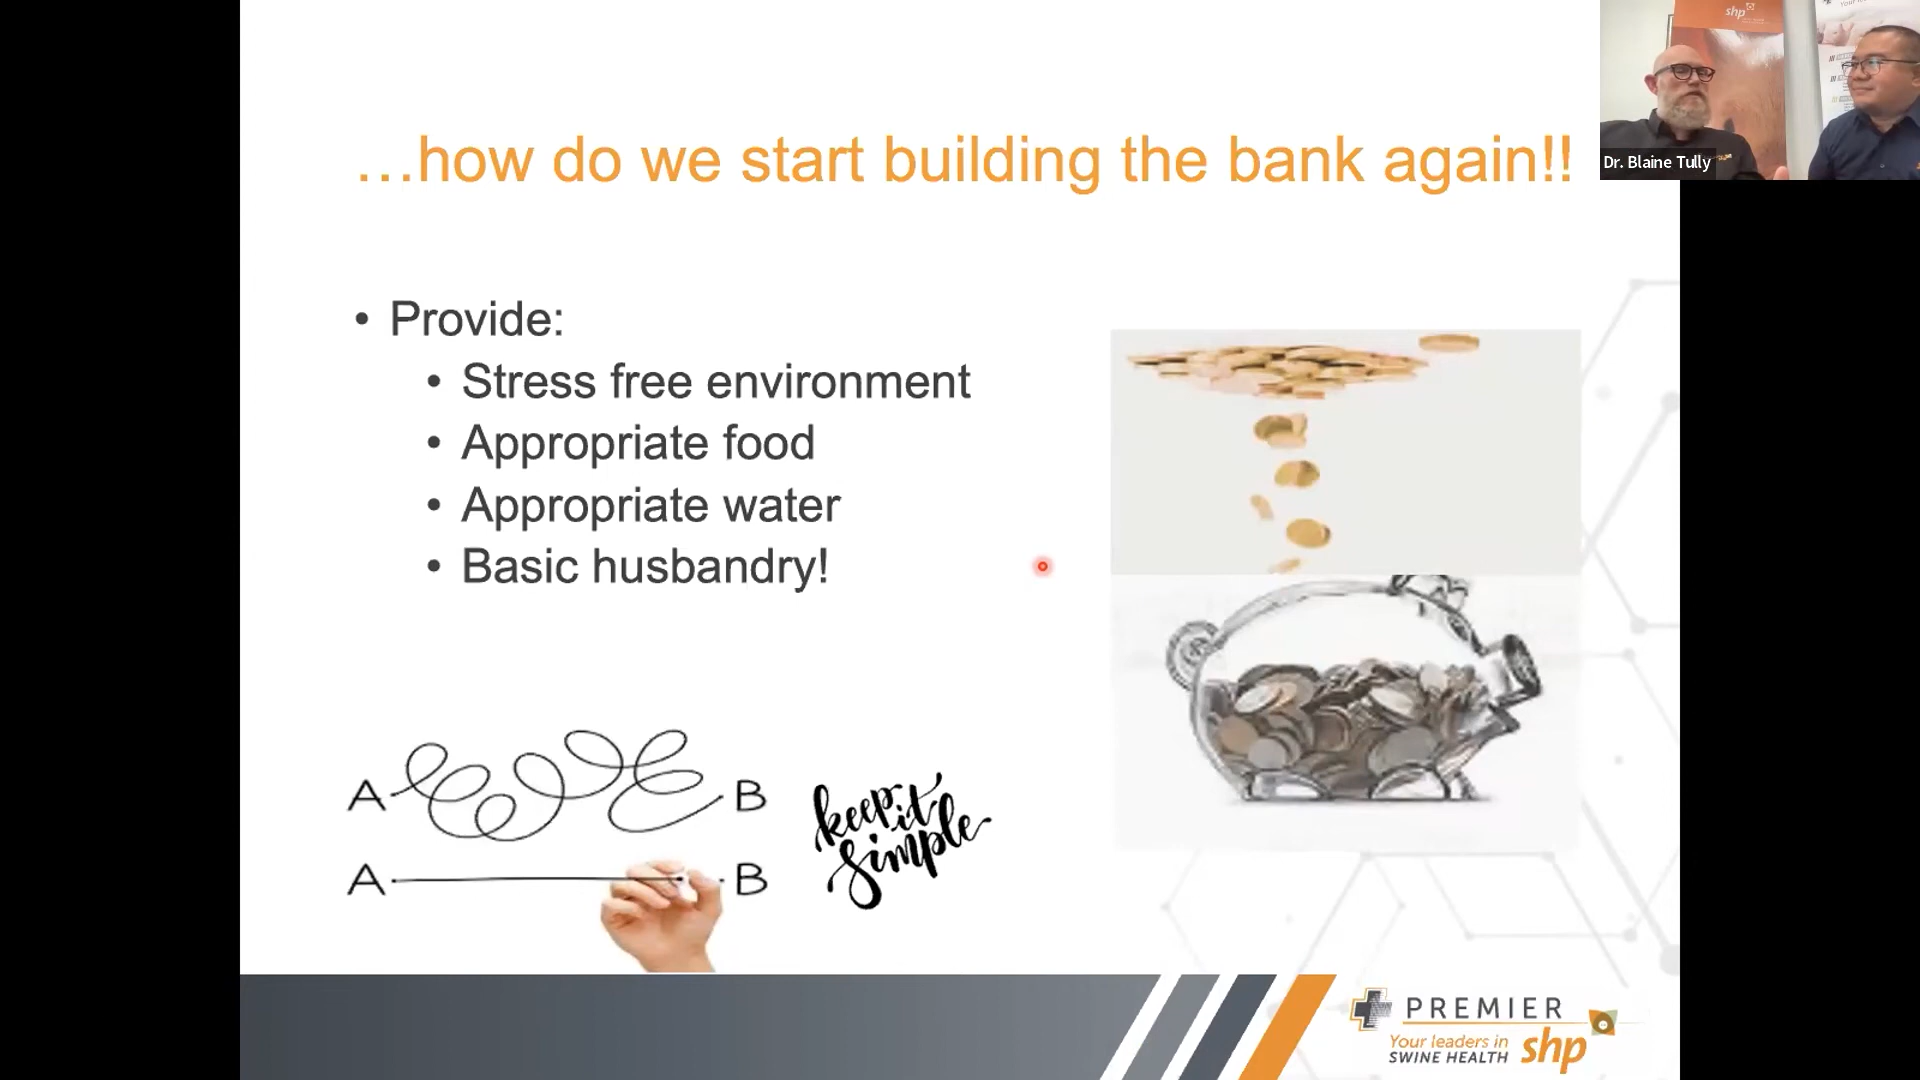 shp
…how do we start building the bank again!!
Dr. Blaine Tully
• Provide:
• Stress free environment
• Appropriate food
• Appropriate water
• Basic husbandry!
A B
A B
keep it
simple
PREMIER
Your leaders in
SWINE HEALTH
shp